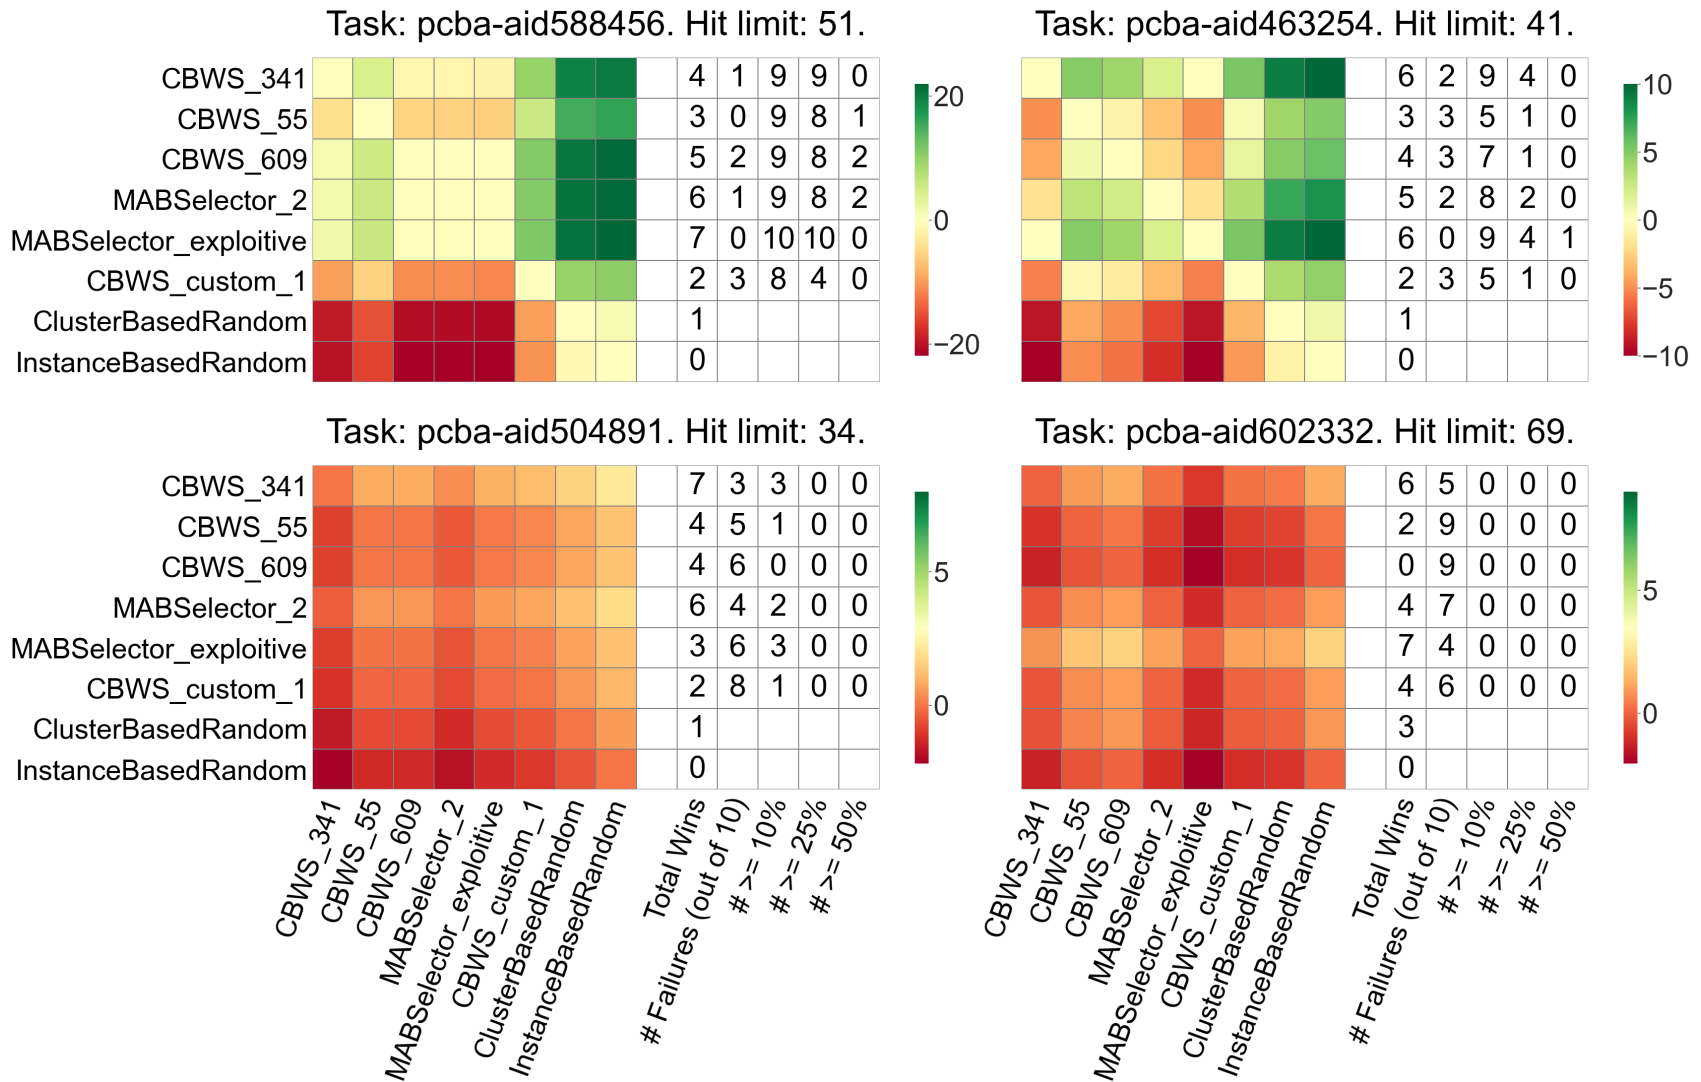 Task: pcba-aid588456. Hit limit: 51.
CBWS_341 4 1 9 9 0
CBWS_55 3 0 9 8 1
CBWS_609 5 2 9 8 2
MABSelector_2 6 1 9 8 2
MABSelector_exploitive 7 0 10 10 0
CBWS_custom_1 2 3 8 4 0
ClusterBasedRandom 1
InstanceBasedRandom 0
20
0
−20
Task: pcba-aid463254. Hit limit: 41.
6 2 9 4 0
3 3 5 1 0
4 3 7 1 0
5 2 8 2 0
6 0 9 4 1
2 3 5 1 0
1
0
10
5
0
−5
−10
Task: pcba-aid504891. Hit limit: 34.
CBWS_341 7 3 3 0 0
CBWS_55 4 5 1 0 0
CBWS_609 4 6 0 0 0
MABSelector_2 6 4 2 0 0
MABSelector_exploitive 3 6 3 0 0
CBWS_custom_1 2 8 1 0 0
ClusterBasedRandom 1
InstanceBasedRandom 0
5
0
CBWS_341
CBWS_55
CBWS_609
MABSelector_2
MABSelector_exploitive
CBWS_custom_1
ClusterBasedRandom
InstanceBasedRandom
Total Wins
# Failures (out of 10)
# >= 10%
# >= 25%
# >= 50%
Task: pcba-aid602332. Hit limit: 69.
6 5 0 0 0
2 9 0 0 0
0 9 0 0 0
4 7 0 0 0
7 4 0 0 0
4 6 0 0 0
3
0
5
0
CBWS_341
CBWS_55
CBWS_609
MABSelector_2
MABSelector_exploitive
CBWS_custom_1
ClusterBasedRandom
InstanceBasedRandom
Total Wins
# Failures (out of 10)
# >= 10%
# >= 25%
# >= 50%